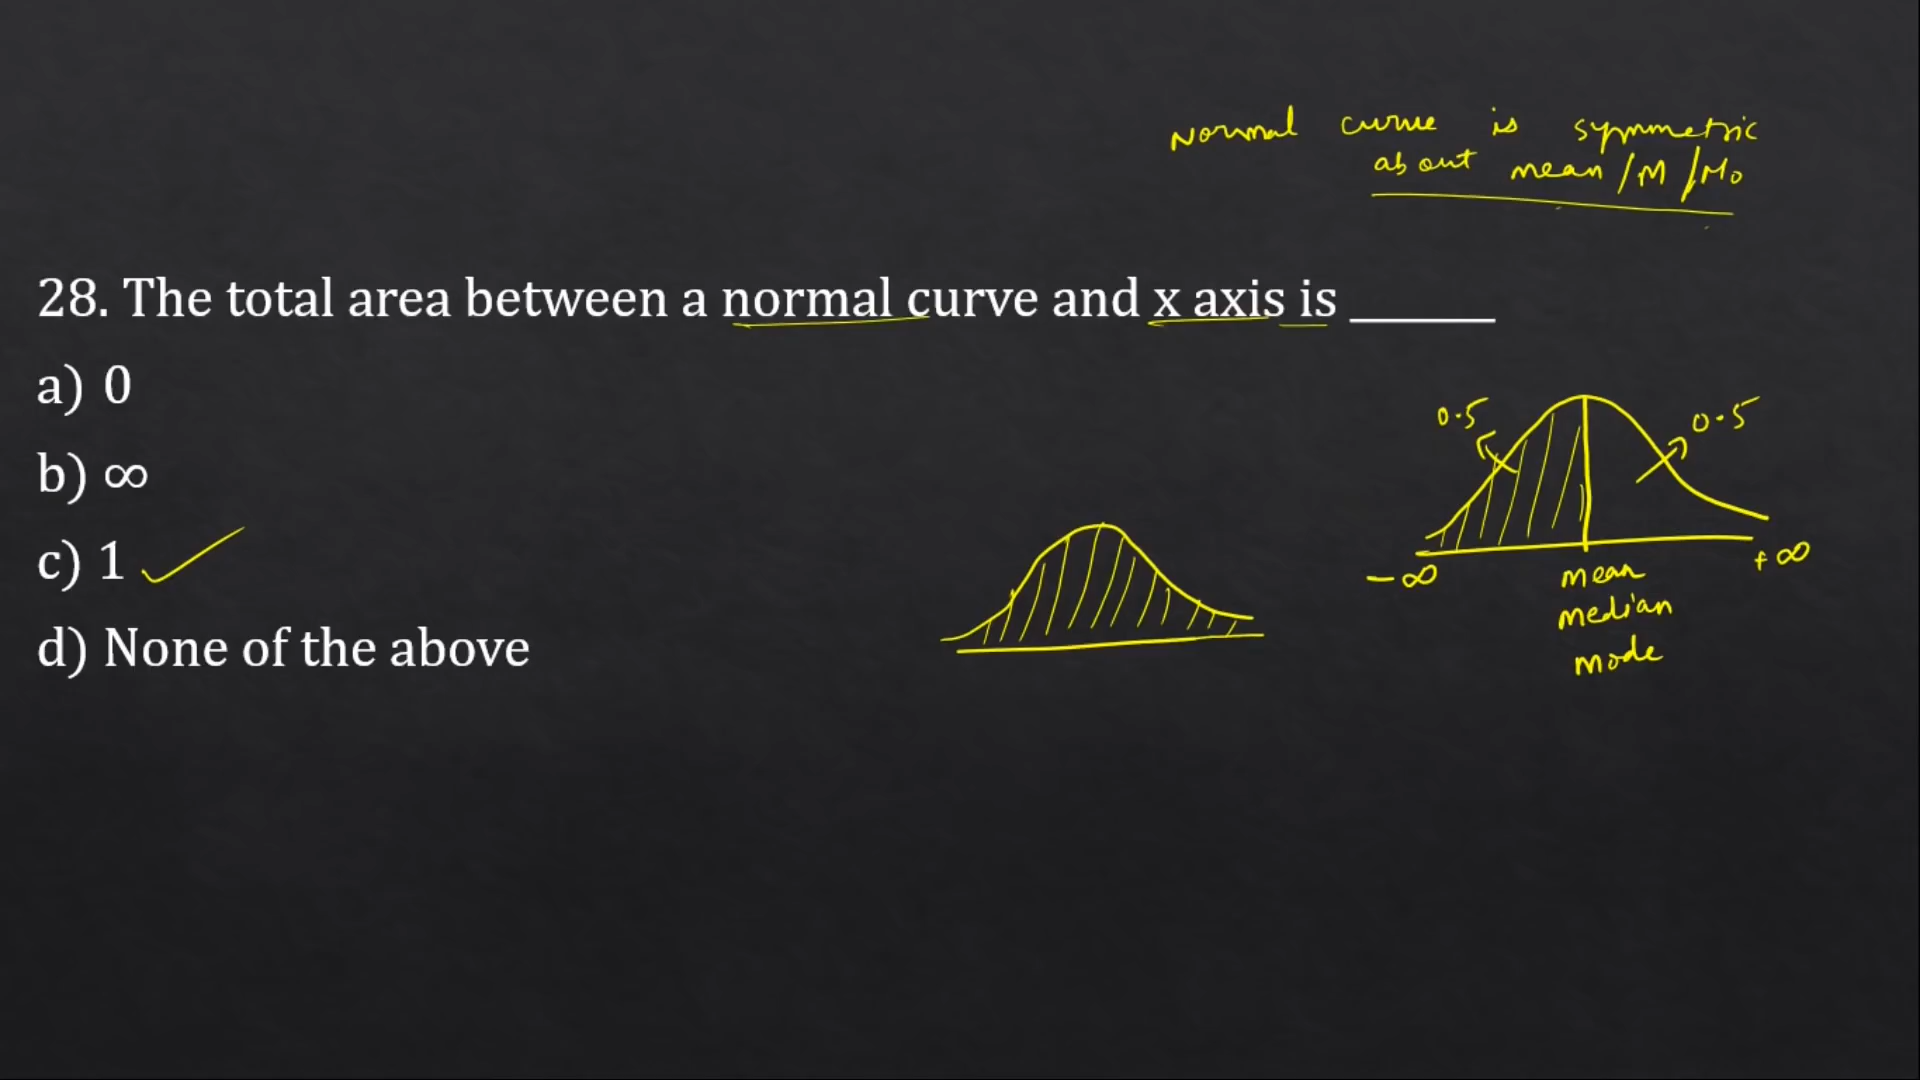 Normal curve is symmetric
about mean/M/Mo
28. The total area between a normal curve and x axis is ______
a) 0
b) ∞
c) 1
d) None of the above
0.5
0.5
-∞
+∞
mean
median
mode